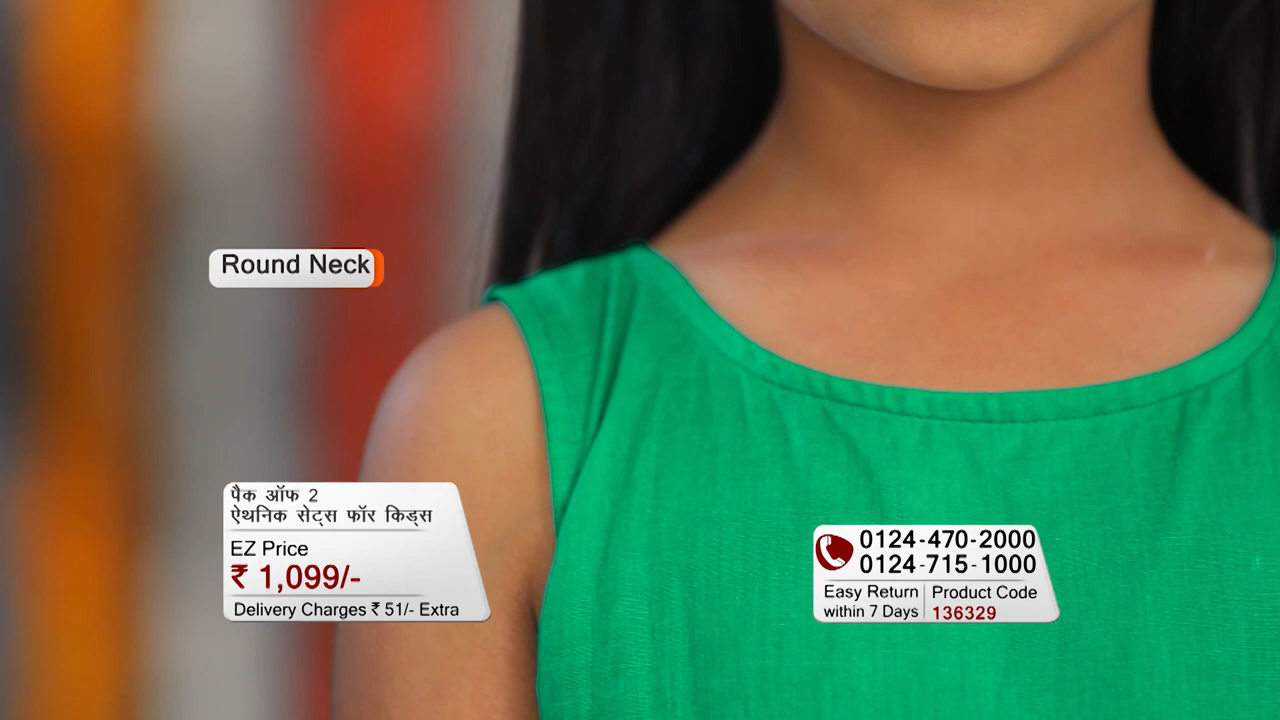 Round Neck
पैक ऑफ 2
ऐथनिक सेट्स फॉर किड्स
EZ Price
₹ 1,099/-
Delivery Charges ₹ 51/- Extra
0124-470-2000
0124-715-1000
Easy Return
within 7 Days
Product Code
136329